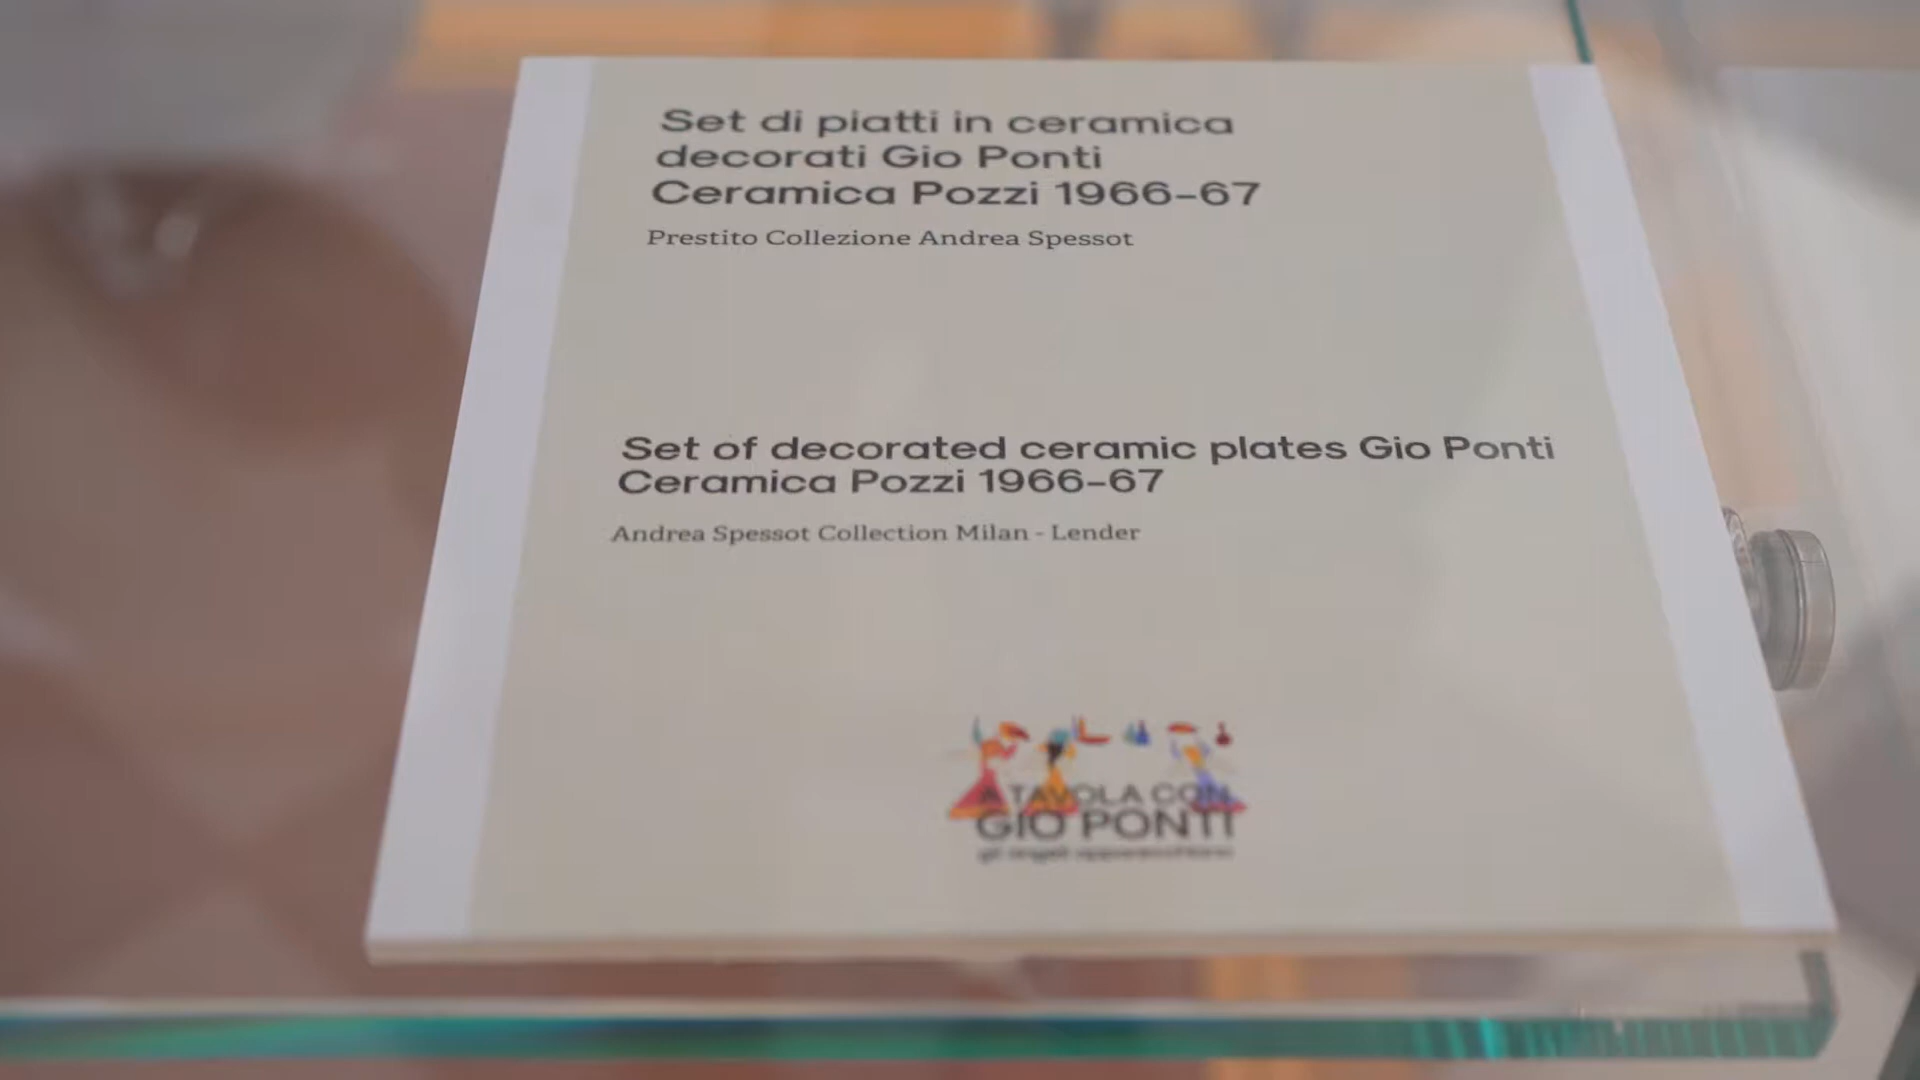 Set di piatti in ceramica
decorati Gio Ponti
Ceramica Pozzi 1966-67
Prestito Collezione Andrea Spessot
Set of decorated ceramic plates Gio Ponti
Ceramica Pozzi 1966-67
Andrea Spessot Collection Milan - Lender
A TAVOLA CON
GIO PONTI